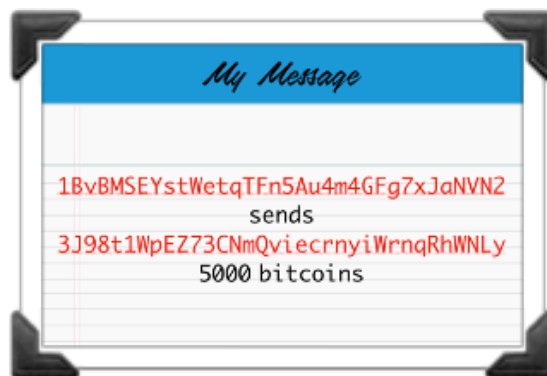 My Message
1BvBMSEYstWetqTFn5Au4m4GFg7xJaNVN2
sends
3J98t1WpEZ73CNmQviecrnyiWrnqRhWNLy
5000 bitcoins